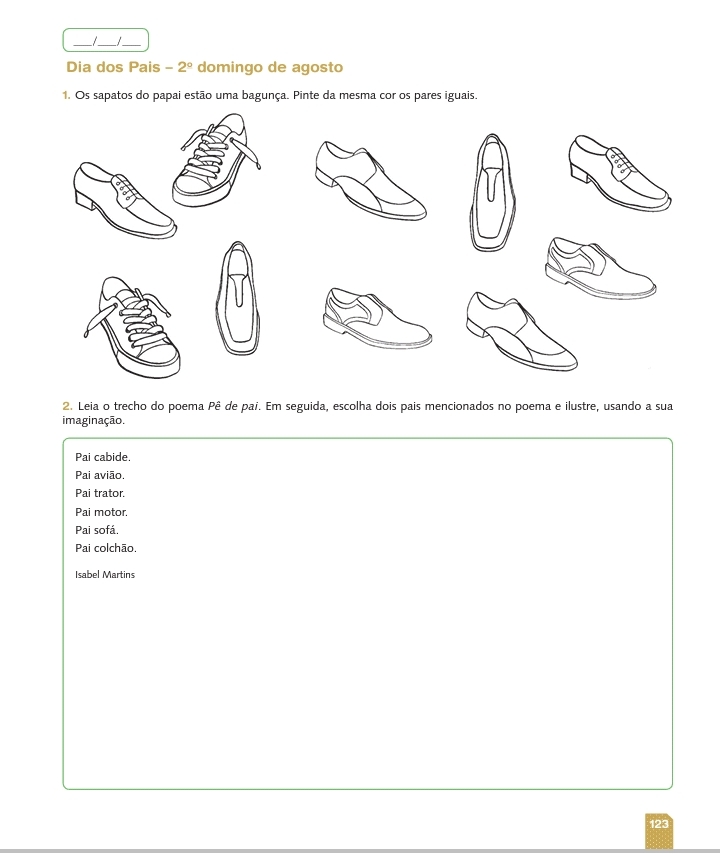 ___/___/___
Dia dos Pais – 2º domingo de agosto
1. Os sapatos do papai estão uma bagunça. Pinte da mesma cor os pares iguais.
2. Leia o trecho do poema Pê de pai. Em seguida, escolha dois pais mencionados no poema e ilustre, usando a sua
imaginação.
Pai cabide.
Pai avião.
Pai trator.
Pai motor.
Pai sofá.
Pai colchão.
Isabel Martins
123